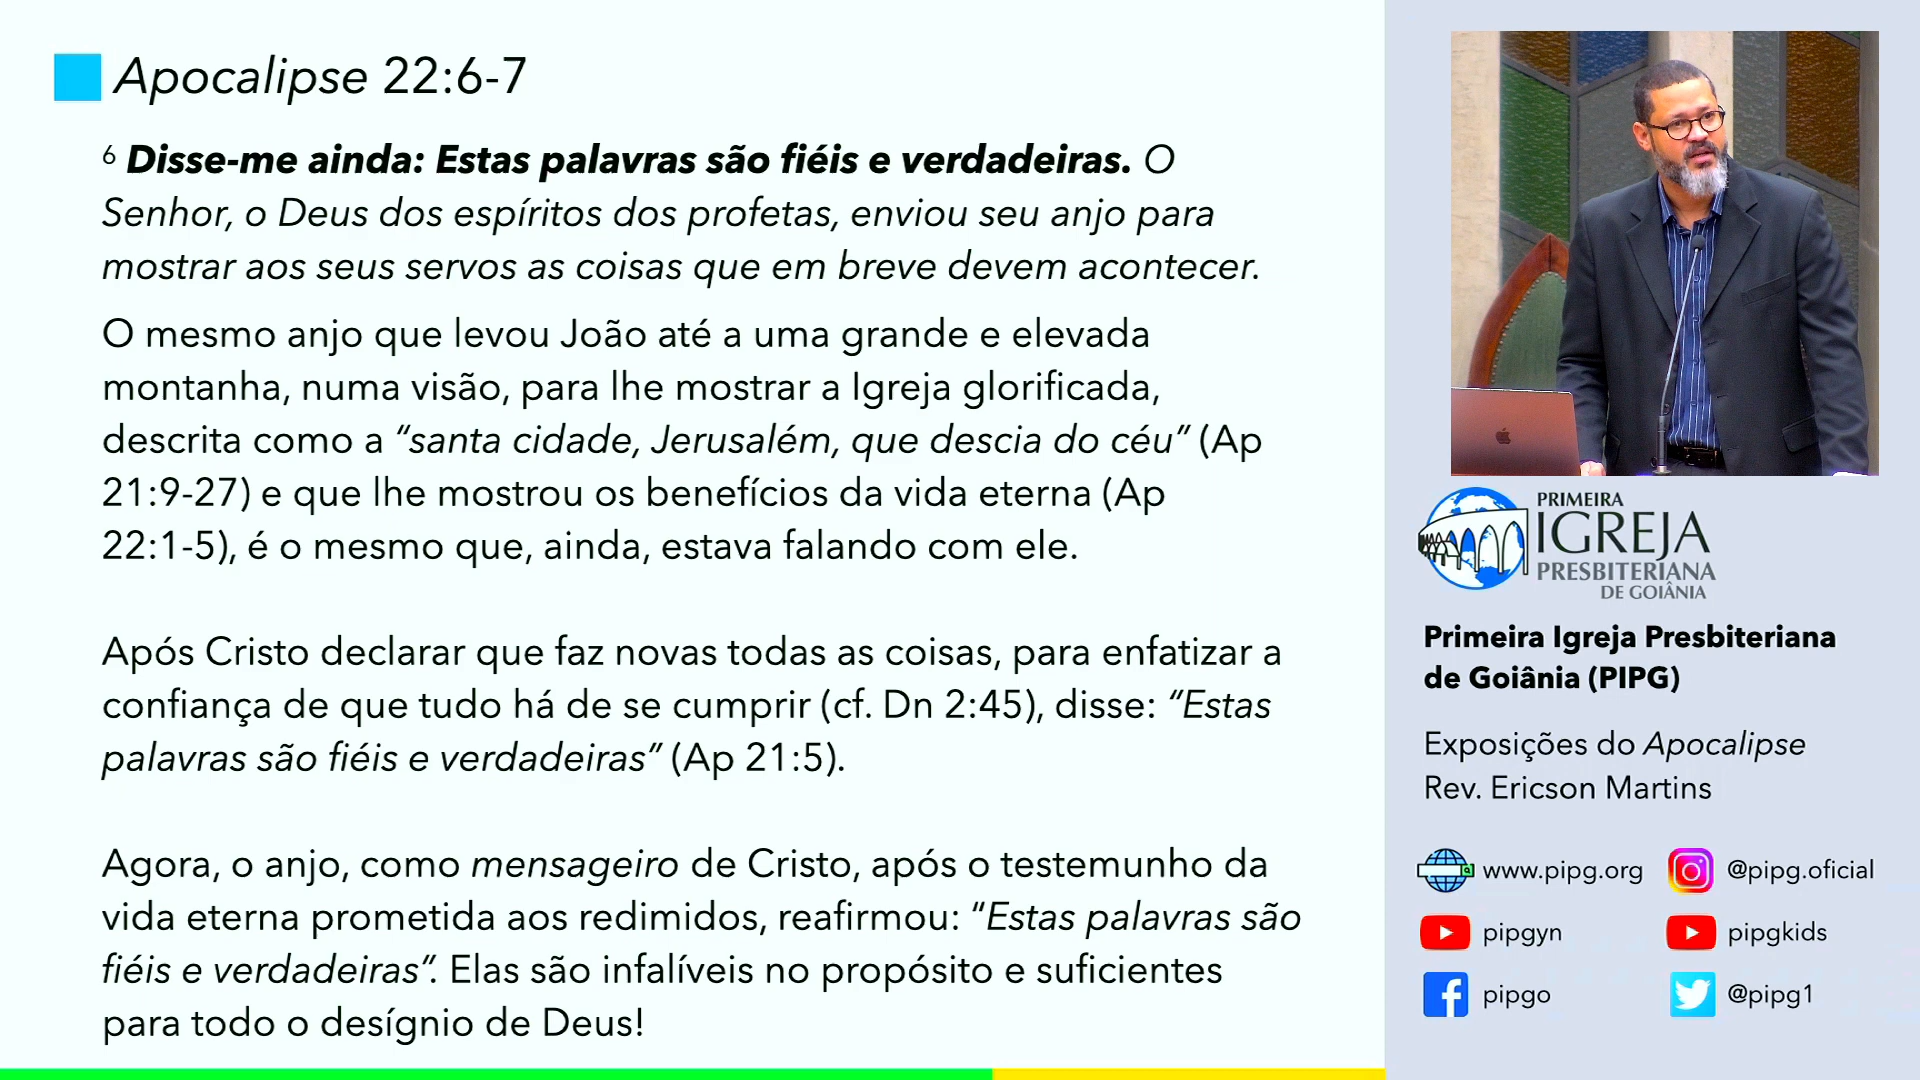 Apocalipse 22:6-7
6 Disse-me ainda: Estas palavras são fiéis e verdadeiras. O
Senhor, o Deus dos espíritos dos profetas, enviou seu anjo para
mostrar aos seus servos as coisas que em breve devem acontecer.
O mesmo anjo que levou João até a uma grande e elevada
montanha, numa visão, para lhe mostrar a Igreja glorificada,
descrita como a “santa cidade, Jerusalém, que descia do céu” (Ap
21:9-27) e que lhe mostrou os benefícios da vida eterna (Ap
22:1-5), é o mesmo que, ainda, estava falando com ele.
Após Cristo declarar que faz novas todas as coisas, para enfatizar a
confiança de que tudo há de se cumprir (cf. Dn 2:45), disse: “Estas
palavras são fiéis e verdadeiras” (Ap 21:5).
Agora, o anjo, como mensageiro de Cristo, após o testemunho da
vida eterna prometida aos redimidos, reafirmou: “Estas palavras são
fiéis e verdadeiras”. Elas são infalíveis no propósito e suficientes
para todo o desígnio de Deus!
PRIMEIRA
IGREJA
PRESBITERIANA
DE GOIÂNIA
Primeira Igreja Presbiteriana
de Goiânia (PIPG)
Exposições do Apocalipse
Rev. Ericson Martins
www.pipg.org
@pipg.oficial
pipgyn
pipgkids
pipgo
@pipg1